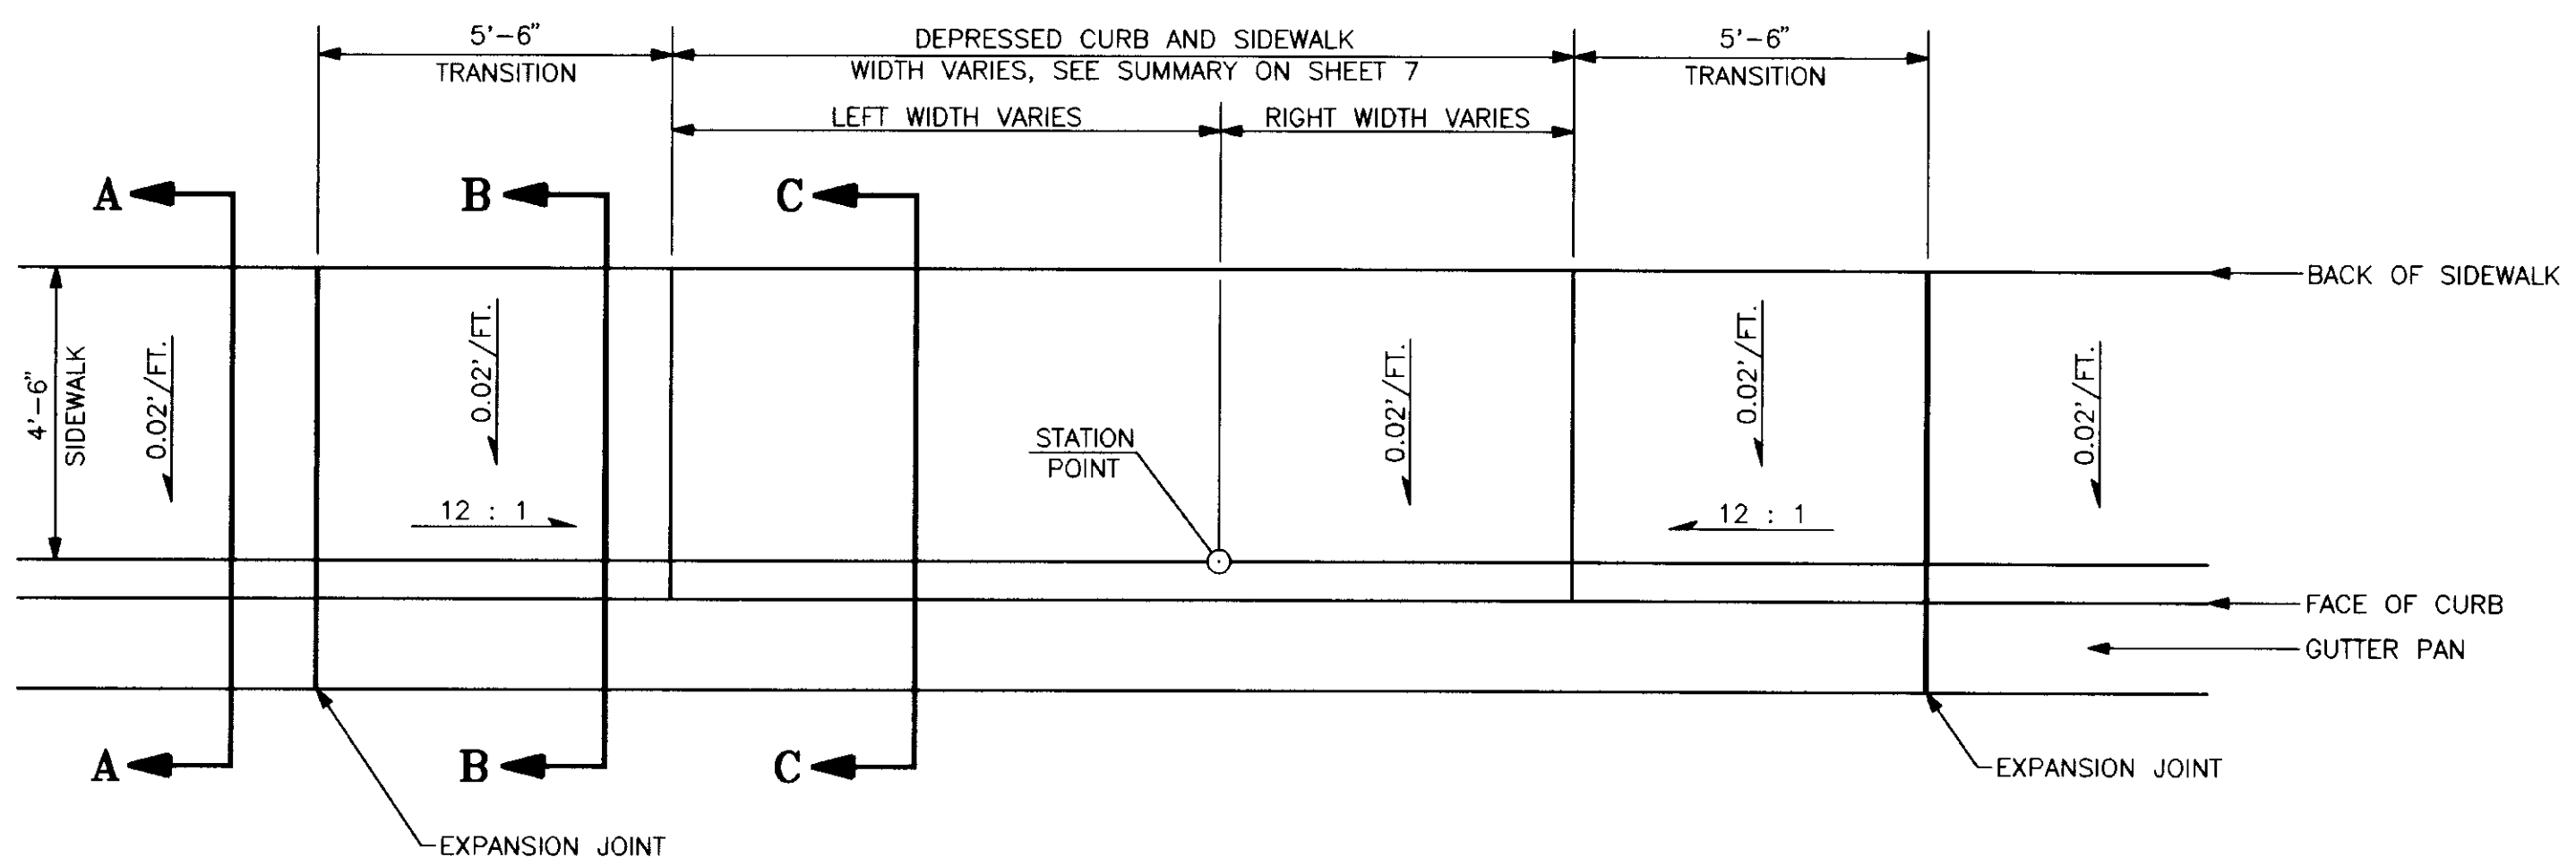 5'-6"
TRANSITION
DEPRESSED CURB AND SIDEWALK
WIDTH VARIES, SEE SUMMARY ON SHEET 7
5'-6"
TRANSITION
LEFT WIDTH VARIES
RIGHT WIDTH VARIES
A
B
C
BACK OF SIDEWALK
4'-6"
SIDEWALK
0.02'/FT.
0.02'/FT.
0.02'/FT.
0.02'/FT.
0.02'/FT.
STATION
POINT
12 : 1
12 : 1
FACE OF CURB
GUTTER PAN
A
B
C
EXPANSION JOINT
EXPANSION JOINT